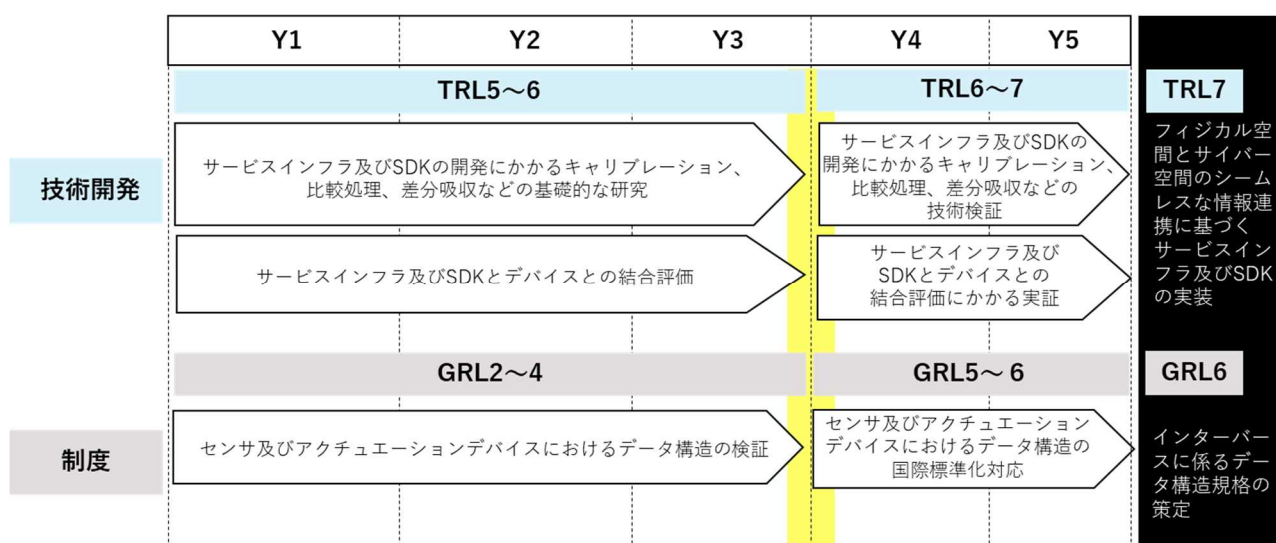 Y1
Y2
Y3
Y4
Y5
TRL5～6
TRL6～7
TRL7
技術開発
サービスインフラ及びSDKの開発にかかるキャリブレーション、
比較処理、差分吸収などの基礎的な研究
サービスインフラ及びSDKの
開発にかかるキャリブレーション、
比較処理、差分吸収などの
技術検証
サービスインフラ及びSDKとデバイスとの結合評価
サービスインフラ及び
SDKとデバイスとの
結合評価にかかる実証
フィジカル空
間とサイバー
空間のシーム
レスな情報連
携に基づく
サービスイン
フラ及びSDK
の実装
GRL2～4
GRL5～６
GRL6
制度
センサ及びアクチュエーションデバイスにおけるデータ構造の検証
センサ及びアクチュエーション
デバイスにおけるデータ構造の
国際標準化対応
インターバー
スに係るデー
タ構造規格の
策定